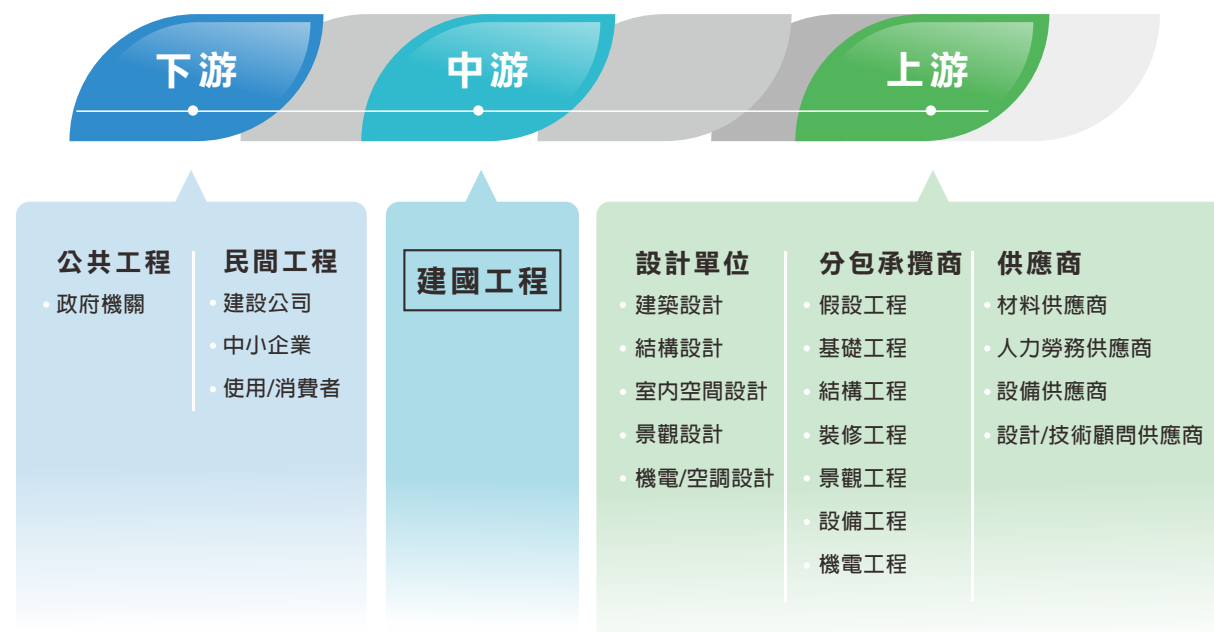 下游
中游
上游
公共工程
政府機關
民間工程
建設公司
中小企業
使用/消費者
建國工程
設計單位
建築設計
結構設計
室內空間設計
景觀設計
機電/空調設計
分包承攬商
假設工程
基礎工程
結構工程
裝修工程
景觀工程
設備工程
機電工程
供應商
材料供應商
人力勞務供應商
設備供應商
設計/技術顧問供應商